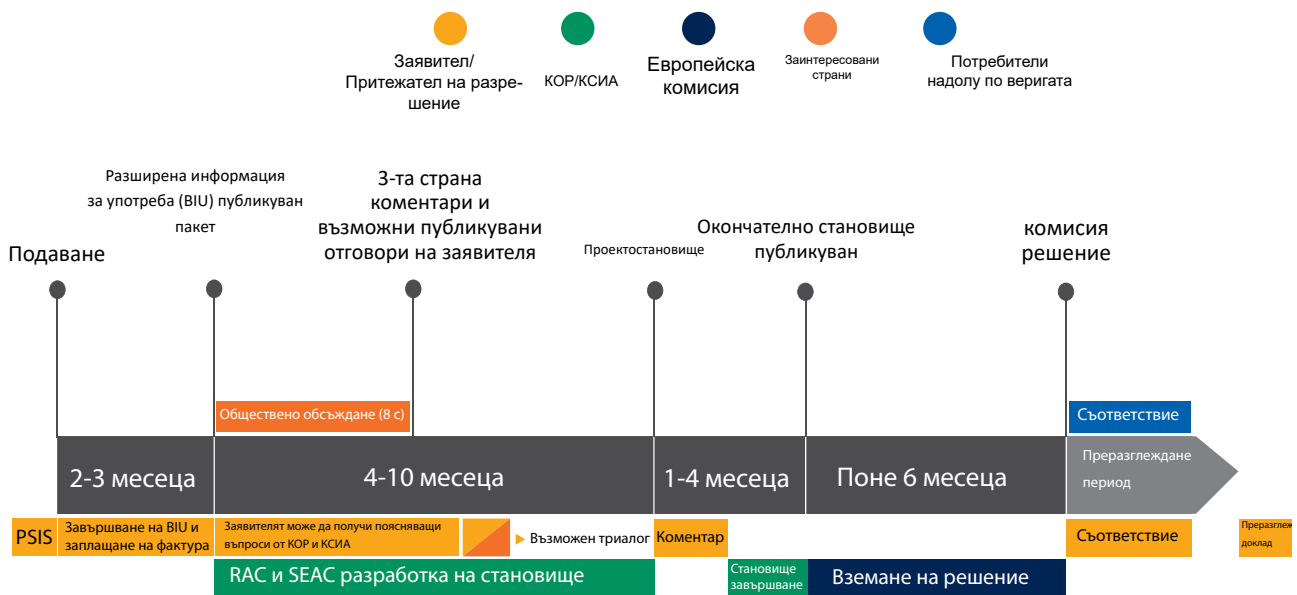 Заявител/
Притежател на разре-
шение
КОР/КСИА
Европейска
комисия
Заинтересовани
страни
Потребители
надолу по веригата
Разширена информация
за употреба (BIU) публикуван
пакет
3-та страна
коментари и
възможни публикувани
отговори на заявителя
Подаване
Проектостановище
Окончателно становище
публикуван
комисия
решение
Обществено обсъждане (8 с)
Съответствие
2-3 месеца
4-10 месеца
1-4 месеца
Поне 6 месеца
Преразглеждане
период
PSIS
Завършване на BIU и
заплащане на фактура
Заявителят може да получи поясняващи
въпроси от КОР и КСИА
Възможен триалог
Коментар
Съответствие
Преразглеж
доклад
RAC и SEAC разработка на становище
Становище
завършване
Вземане на решение